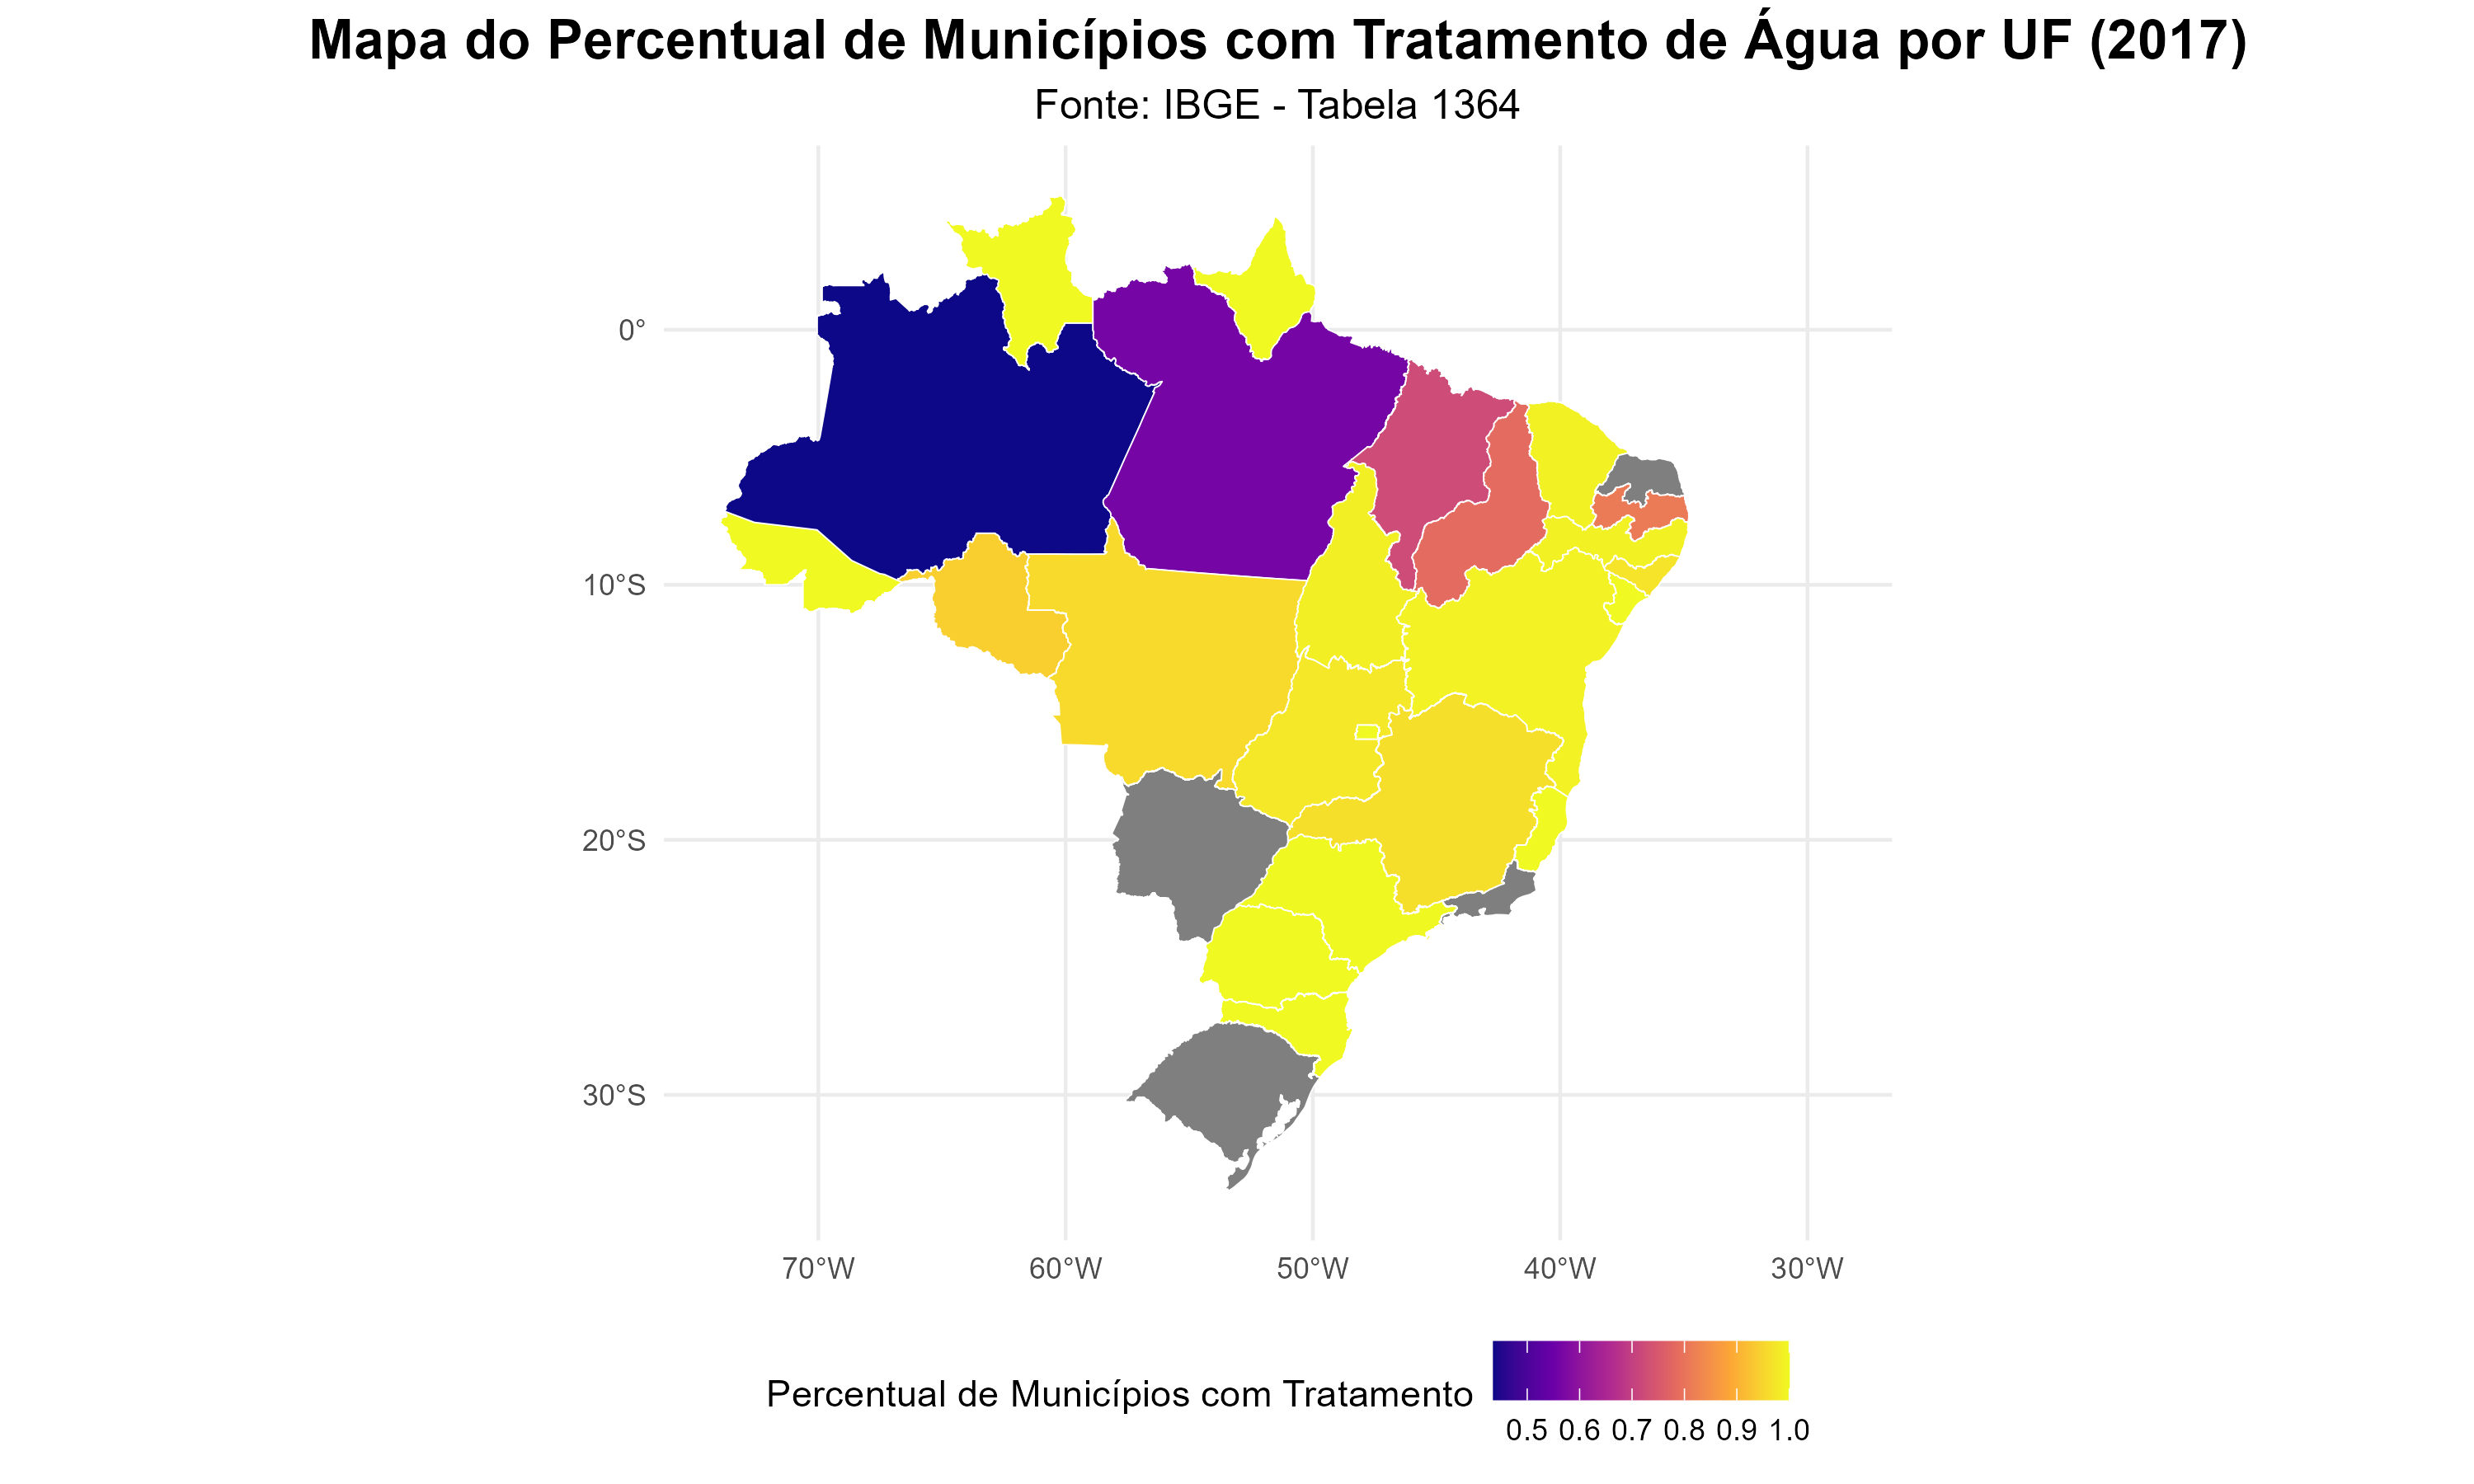 Mapa do Percentual de Municípios com Tratamento de Água por UF (2017)
Fonte: IBGE - Tabela 1364
0°
10°S
20°S
30°S
70°W 60°W 50°W 40°W 30°W
Percentual de Municípios com Tratamento
0.5 0.6 0.7 0.8 0.9 1.0